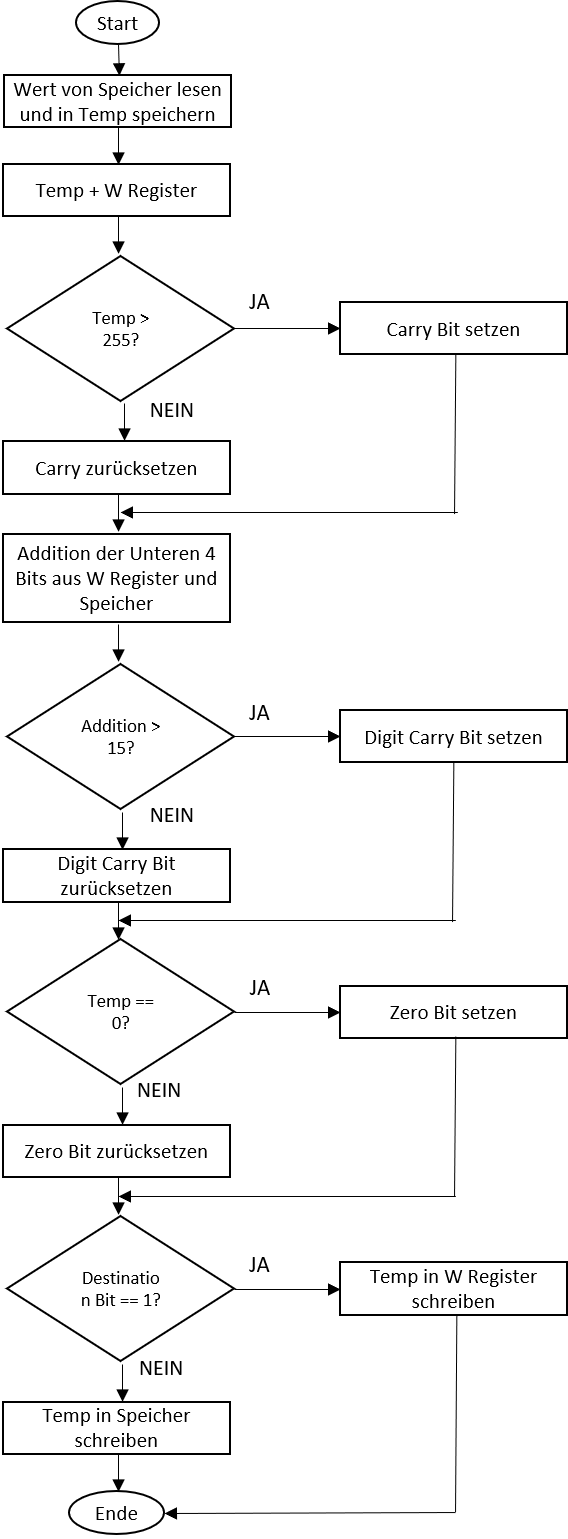 Start
Wert von Speicher lesen
und in Temp speichern
Temp + W Register
Temp >
255?
JA
Carry Bit setzen
NEIN
Carry zurücksetzen
Addition der Unteren 4
Bits aus W Register und
Speicher
Addition >
15?
JA
Digit Carry Bit setzen
NEIN
Digit Carry Bit
zurücksetzen
Temp ==
0?
JA
Zero Bit setzen
NEIN
Zero Bit zurücksetzen
Destinatio
n Bit == 1?
JA
Temp in W Register
schreiben
NEIN
Temp in Speicher
schreiben
Ende